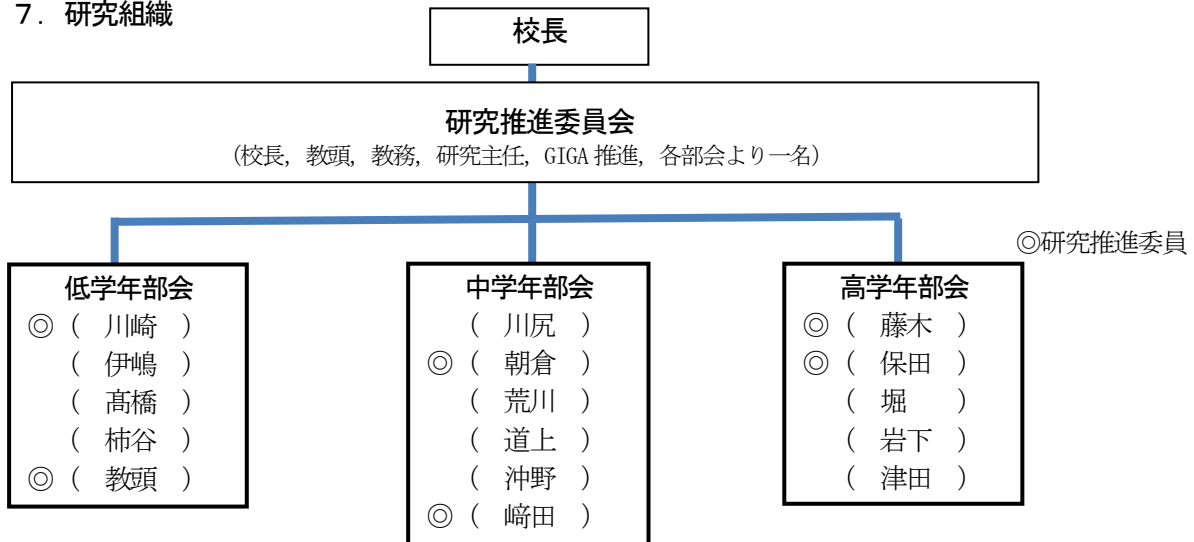 ７．研究組織
校長
研究推進委員会
（校長，教頭，教務，研究主任，GIGA 推進，各部会より一名）
◎研究推進委員
低学年部会
◎（　川崎　）
（　伊嶋　）
（　髙橋　）
（　柿谷　）
◎（　教頭　）
中学年部会
（　川尻　）
◎（　朝倉　）
（　荒川　）
（　道上　）
（　沖野　）
◎（　﨑田　）
高学年部会
◎（　藤木　）
◎（　保田　）
（　堀　　）
（　岩下　）
（　津田　）